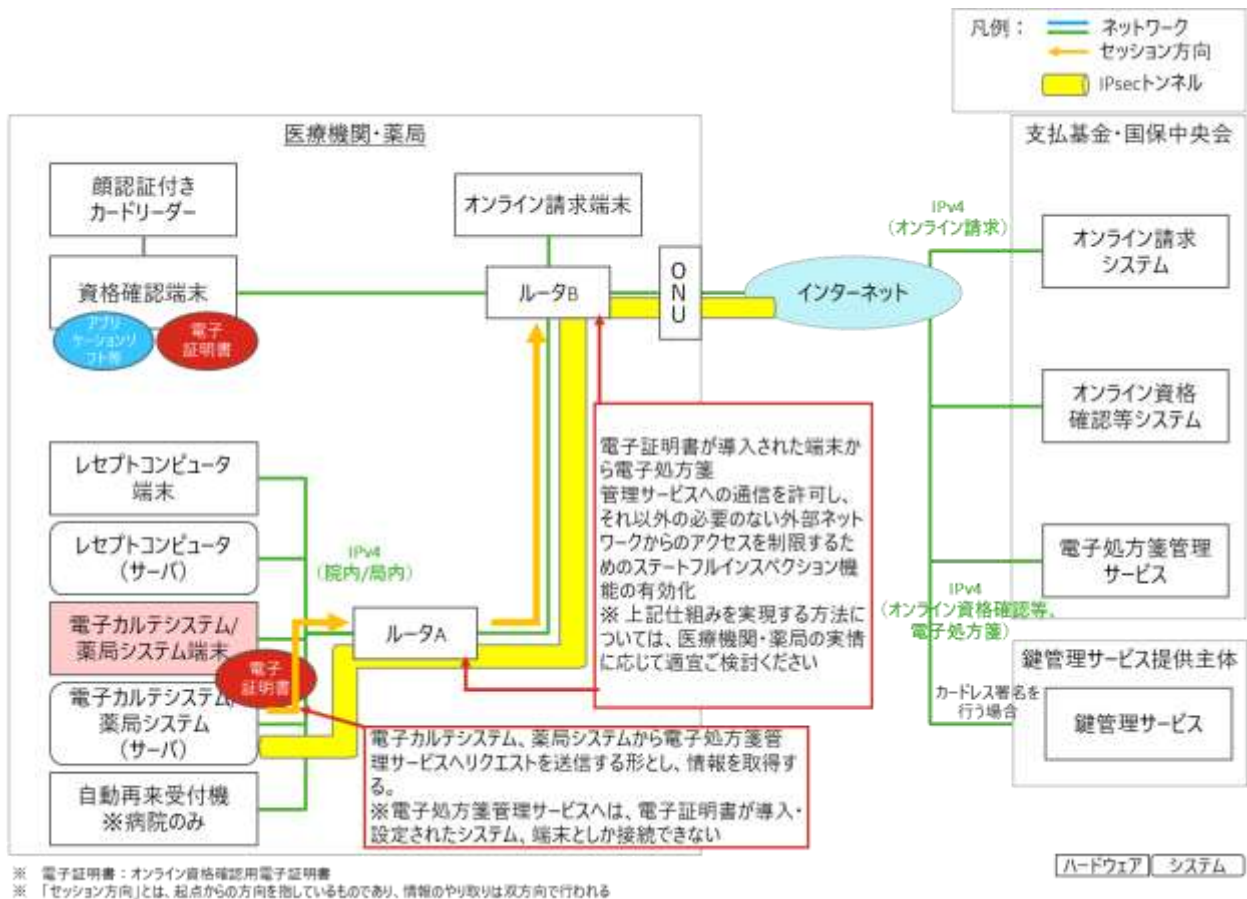 凡例：
ネットワーク
セッション方向
IPsecトンネル
医療機関・薬局
支払基金・国保中央会
顔認証付き
カードリーダー
オンライン請求端末
資格確認端末
アプリ
ケーションソ
フト等
電子
証明書
ルータB
ONU
インターネット
IPv4
（オンライン請求）
オンライン請求
システム
オンライン資格
確認等システム
電子処方箋管理
サービス
IPv4
（オンライン資格確認等、
電子処方箋）
レセプトコンピュータ
端末
レセプトコンピュータ
（サーバ）
IPv4
（院内/局内）
電子カルテシステム/
薬局システム端末
電子
証明書
電子カルテシステム/
薬局システム
（サーバ）
自動再来受付機
※病院のみ
ルータA
電子証明書が導入された端末か
ら電子処方箋
管理サービスへの通信を許可し、
それ以外の必要のない外部ネット
ワークからのアクセスを制限するた
めのステートフルインスペクション機
能の有効化
※ 上記仕組みを実現する方法に
ついては、医療機関・薬局の実情
に応じて適宜ご検討ください
電子カルテシステム、薬局システムから電子処方箋管
理サービスへリクエストを送信する形とし、情報を取得す
る。
※電子処方箋管理サービスへは、電子証明書が導入・
設定されたシステム、端末としか接続できない
鍵管理サービス提供主体
カードレス署名を
行う場合
鍵管理サービス
ハードウェア
システム
※ 電子証明書：オンライン資格確認用電子証明書
※ 「セッション方向」とは、起点からの方向を指しているものであり、情報のやり取りは双方向で行われる